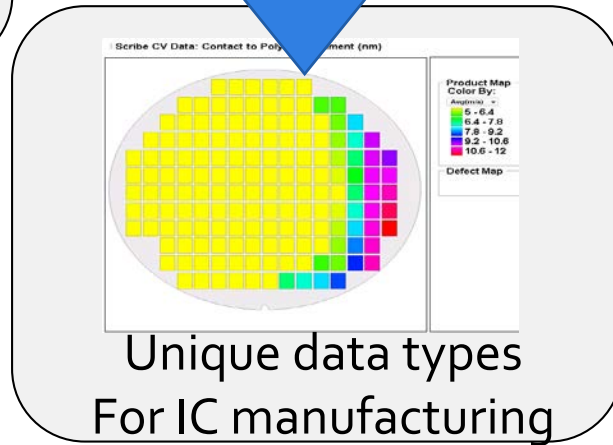 Scribe CV Data: Contact to Poly ment (nm)
Product Map
Color By:
Avg(m/s)
5 - 6.4
6.4 - 7.8
7.8 - 9.2
9.2 - 10.6
10.6 - 12
Defect Map
Unique data types
For IC manufacturing